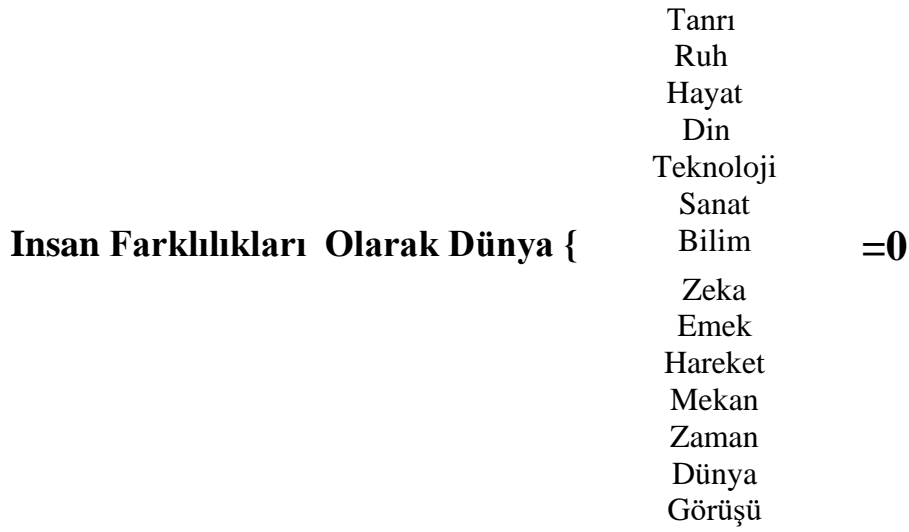 Tanrı
Ruh
Hayat
Din
Teknoloji
Sanat
Insan Farklılıkları Olarak Dünya { Bilim =0
Zeka
Emek
Hareket
Mekan
Zaman
Dünya
Görüşü